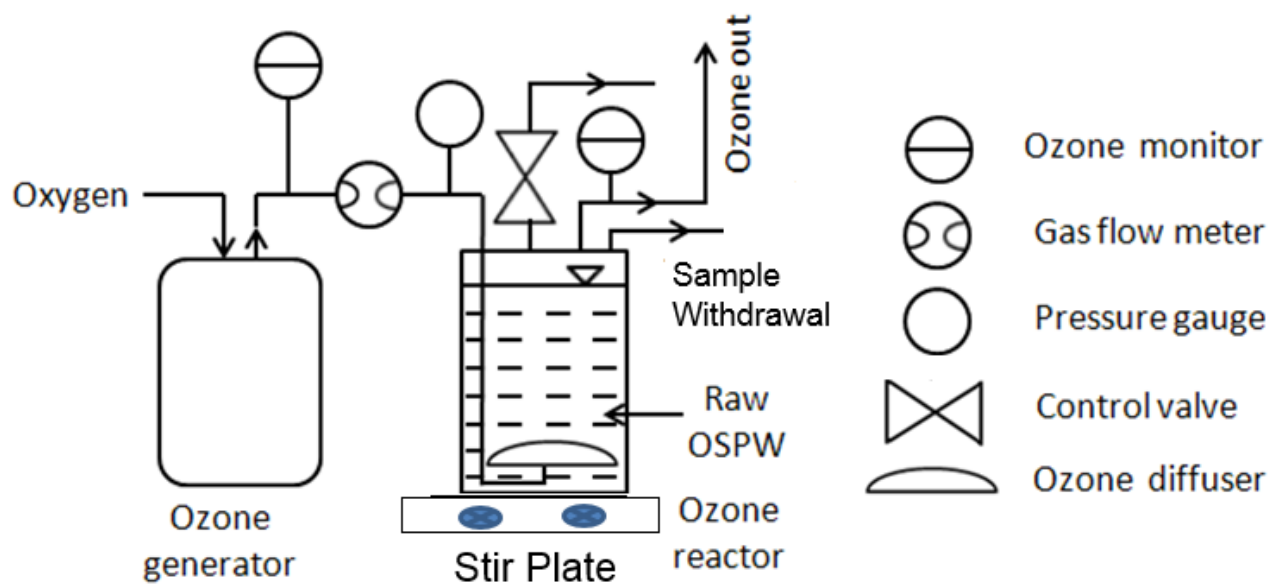 Ozone out
Oxygen
Sample
Withdrawal
Raw
OSPW
Ozone
generator
Ozone
reactor
Stir Plate
Ozone monitor
Gas flow meter
Pressure gauge
Control valve
Ozone diffuser